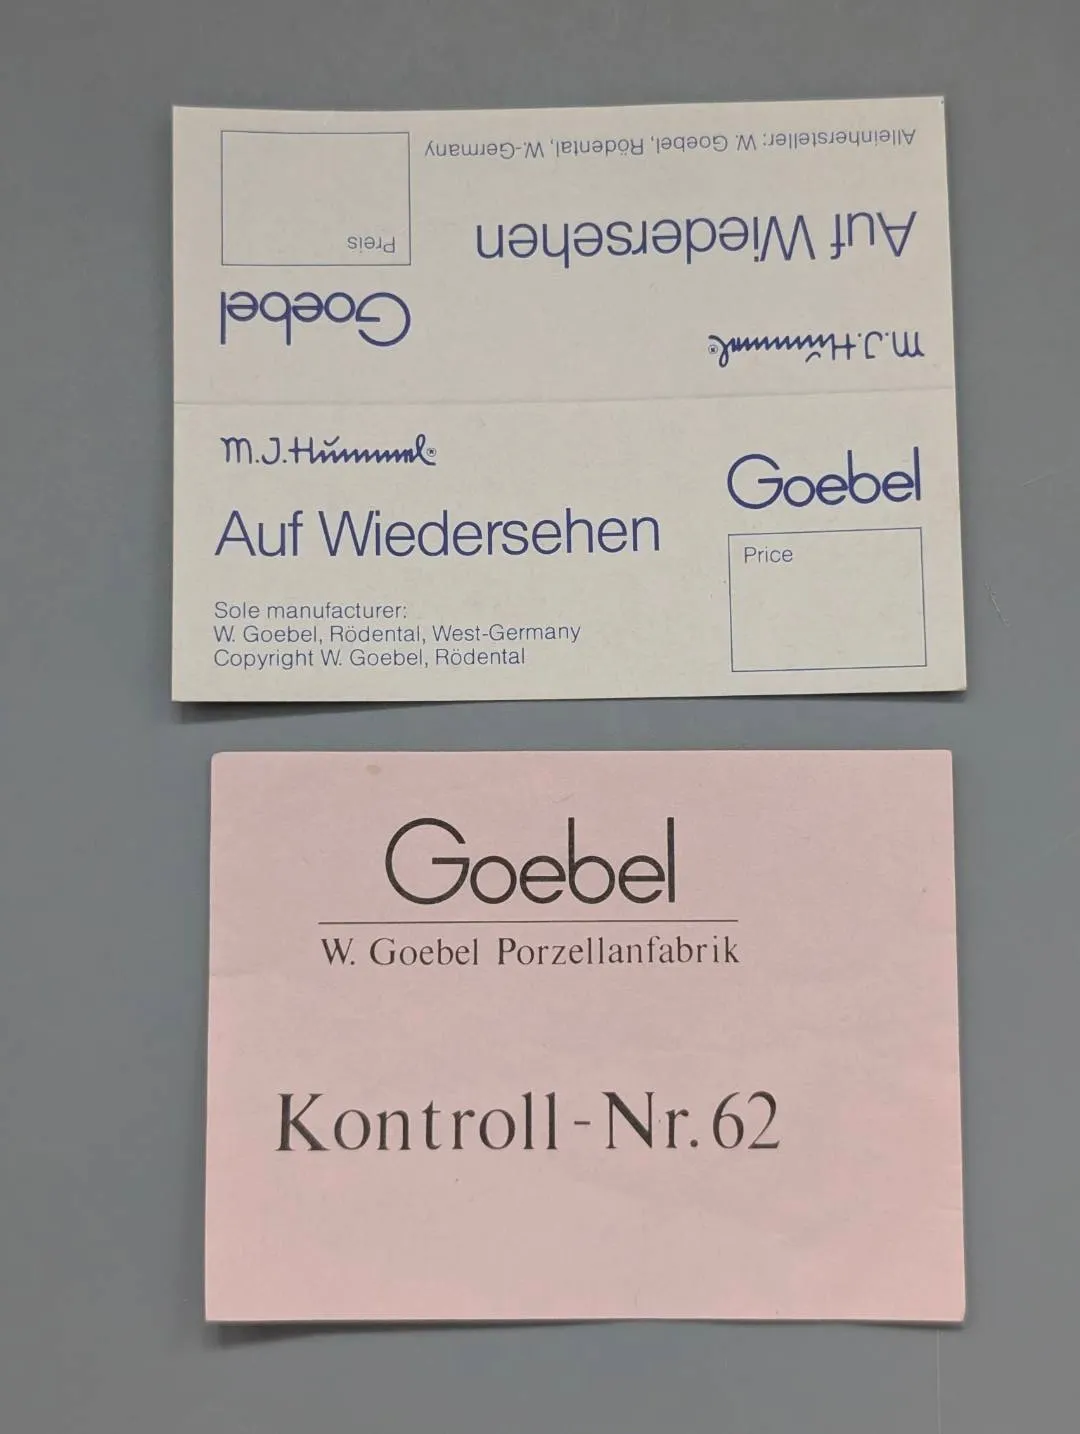 Alleinhersteller: W. Goebel, Rödental, W.-Germany
Auf Wiedersehen
M.J.Hummel®
Preis
Goebel
M.J.Hummel®
Auf Wiedersehen
Sole manufacturer:
W. Goebel, Rödental, West-Germany
Copyright W. Goebel, Rödental
Goebel
Price
Goebel
W. Goebel Porzellanfabrik
Kontroll-Nr. 62